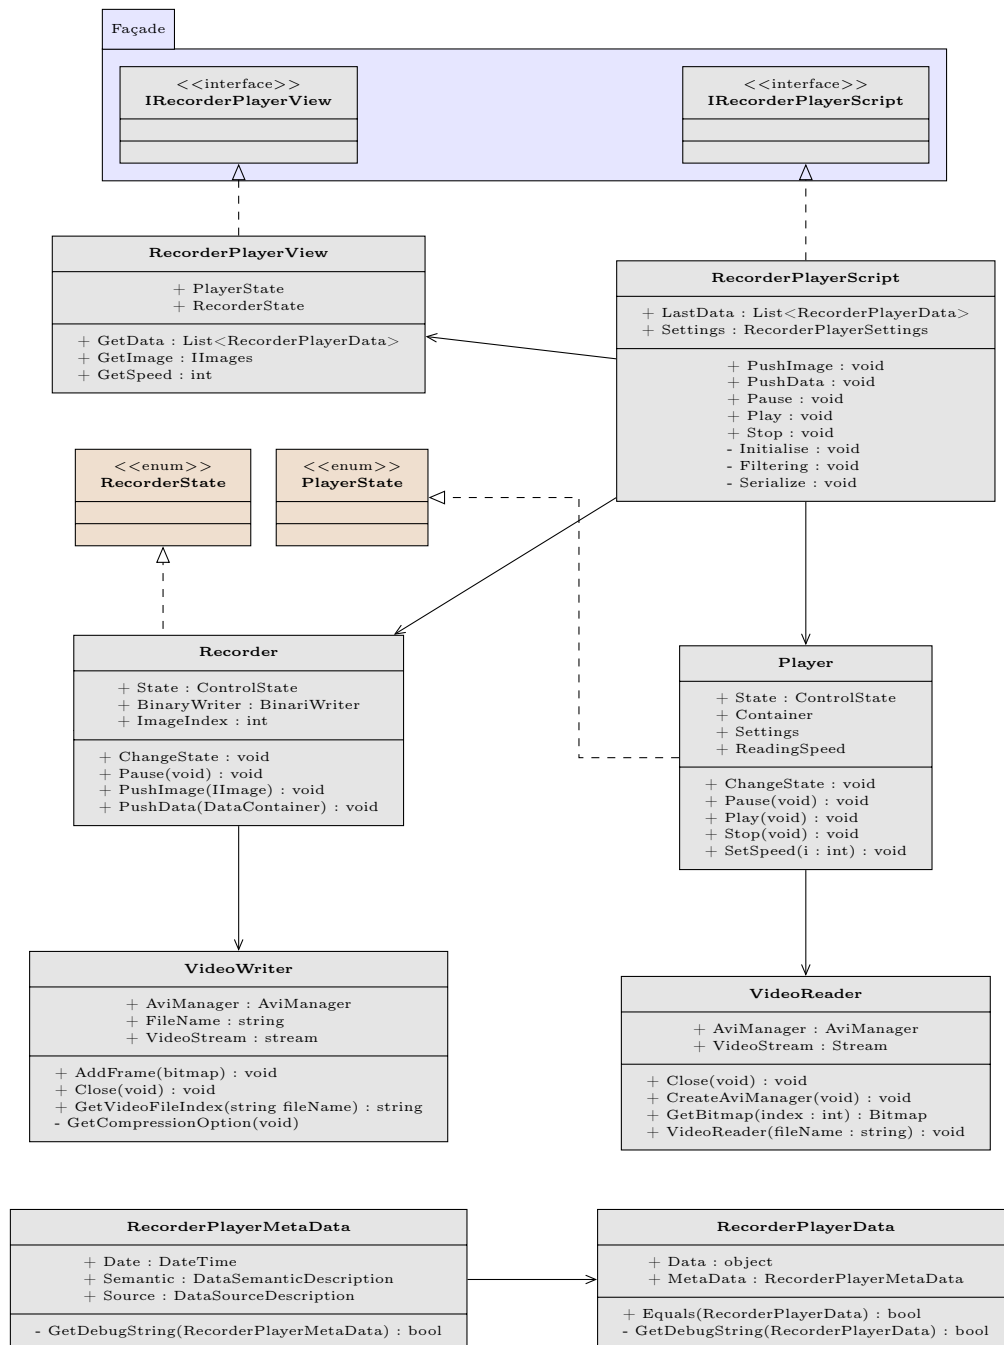 Façade
<<interface>>
IRecorderPlayerView
<<interface>>
IRecorderPlayerScript
RecorderPlayerView
+ PlayerState
+ RecorderState
+ GetData : List<RecorderPlayerData>
+ GetImage : IImages
+ GetSpeed : int
RecorderPlayerScript
+ LastData : List<RecorderPlayerData>
+ Settings : RecorderPlayerSettings
+ PushImage : void
+ PushData : void
+ Pause : void
+ Play : void
+ Stop : void
- Initialise : void
- Filtering : void
- Serialize : void
<<enum>>
RecorderState
<<enum>>
PlayerState
Recorder
+ State : ControlState
+ BinaryWriter : BinariWriter
+ ImageIndex : int
+ ChangeState : void
+ Pause(void) : void
+ PushImage(IImage) : void
+ PushData(DataContainer) : void
Player
+ State : ControlState
+ Container
+ Settings
+ ReadingSpeed
+ ChangeState : void
+ Pause(void) : void
+ Play(void) : void
+ Stop(void) : void
+ SetSpeed(i : int) : void
VideoWriter
+ AviManager : AviManager
+ FileName : string
+ VideoStream : stream
+ AddFrame(bitmap) : void
+ Close(void) : void
+ GetVideoFileIndex(string fileName) : string
- GetCompressionOption(void)
VideoReader
+ AviManager : AviManager
+ VideoStream : Stream
+ Close(void) : void
+ CreateAviManager(void) : void
+ GetBitmap(index : int) : Bitmap
+ VideoReader(fileName : string) : void
RecorderPlayerMetaData
+ Date : DateTime
+ Semantic : DataSemanticDescription
+ Source : DataSourceDescription
- GetDebugString(RecorderPlayerMetaData) : bool
RecorderPlayerData
+ Data : object
+ MetaData : RecorderPlayerMetaData
+ Equals(RecorderPlayerData) : bool
- GetDebugString(RecorderPlayerData) : bool